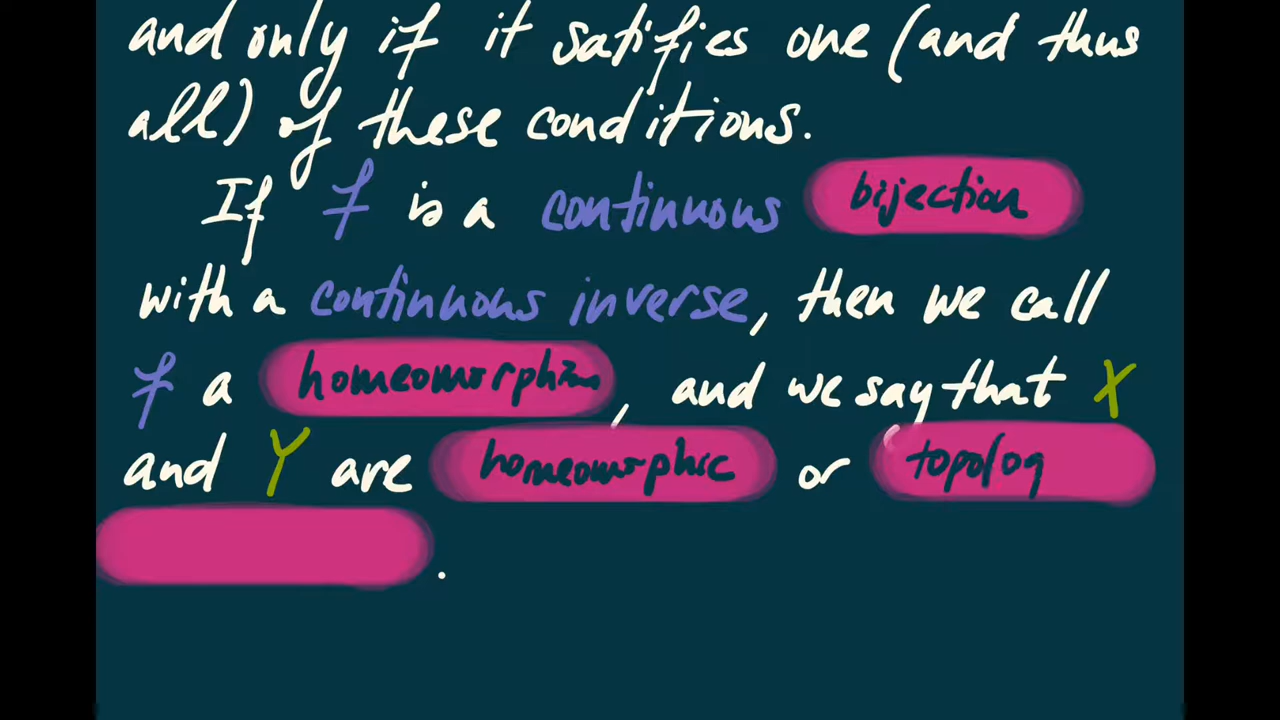 and only if it satisfies one (and thus
all) of these conditions.
If f is a continuous bijection
with a continuous inverse, then we call
f a homeomorphism, and we say that X
and Y are homeomorphic or topolog
.